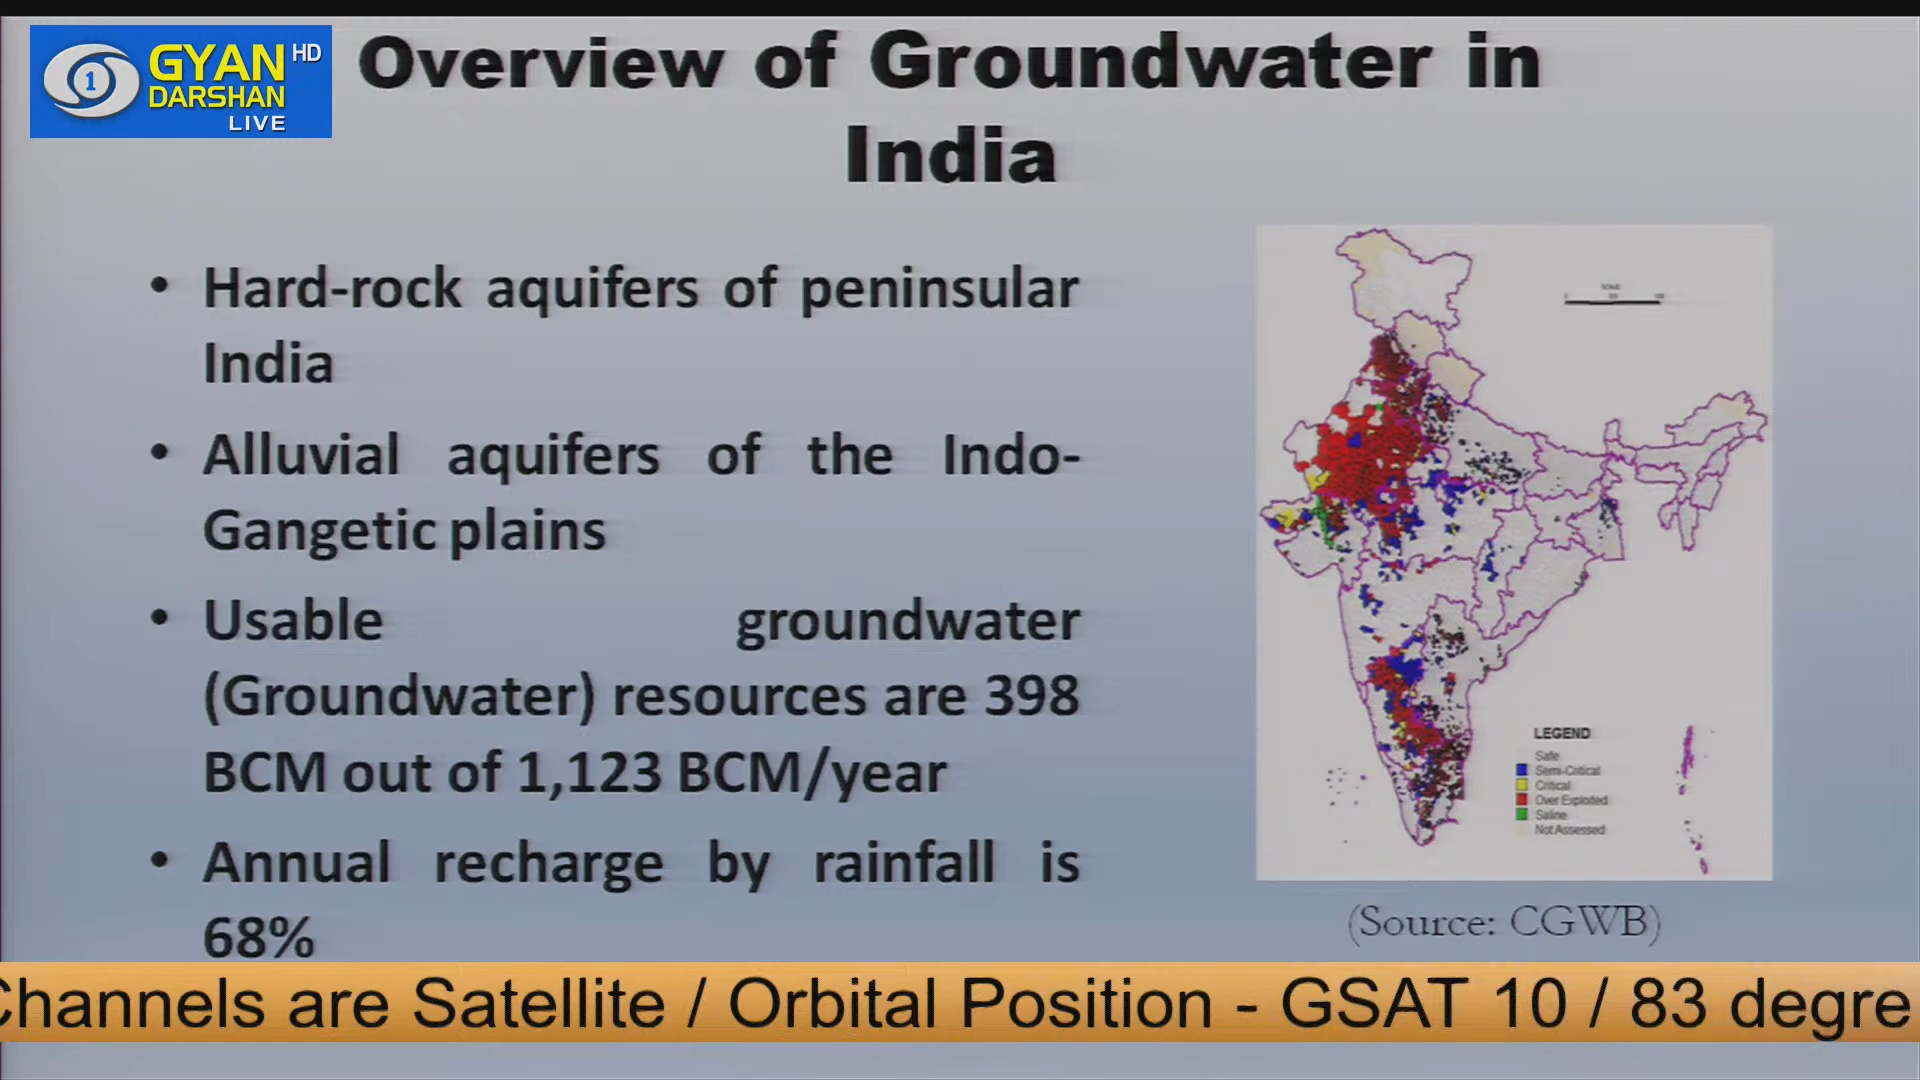 GYAN HD
DARSHAN
LIVE
1
Overview of Groundwater in
India
• Hard-rock aquifers of peninsular
India
• Alluvial aquifers of the Indo-
Gangetic plains
• Usable groundwater
(Groundwater) resources are 398
BCM out of 1,123 BCM/year
• Annual recharge by rainfall is
68%
SCALE
LEGEND
Safe
Semi-Critical
Critical
Over Exploited
Saline
Not Assessed
(Source: CGWB)
Channels are Satellite / Orbital Position - GSAT 10 / 83 degre